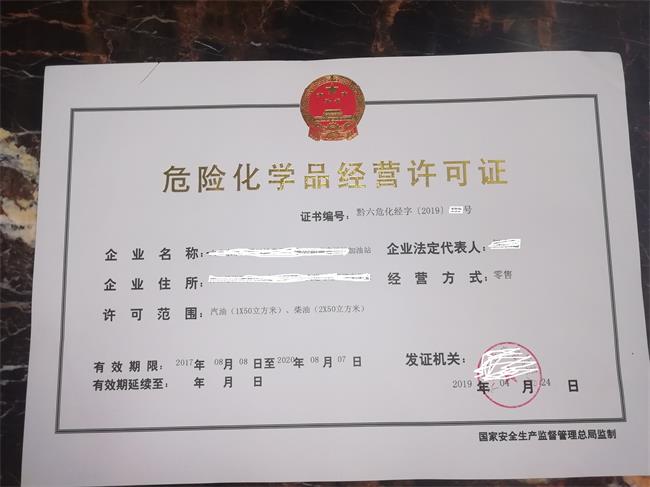 危险化学品经营许可证
证书编号：黔六危化经字〔2019〕 号
企业名称： 加油站 企业法定代表人：
企业住所： 经营方式：零售
许可范围：汽油（1X50立方米）、柴油（2X50立方米）
有效期限：2017年08月08日至2020年08月07日 发证机关：
有效期延续至： 年 月 日 2019年04月24日
国家安全生产监督管理总局监制